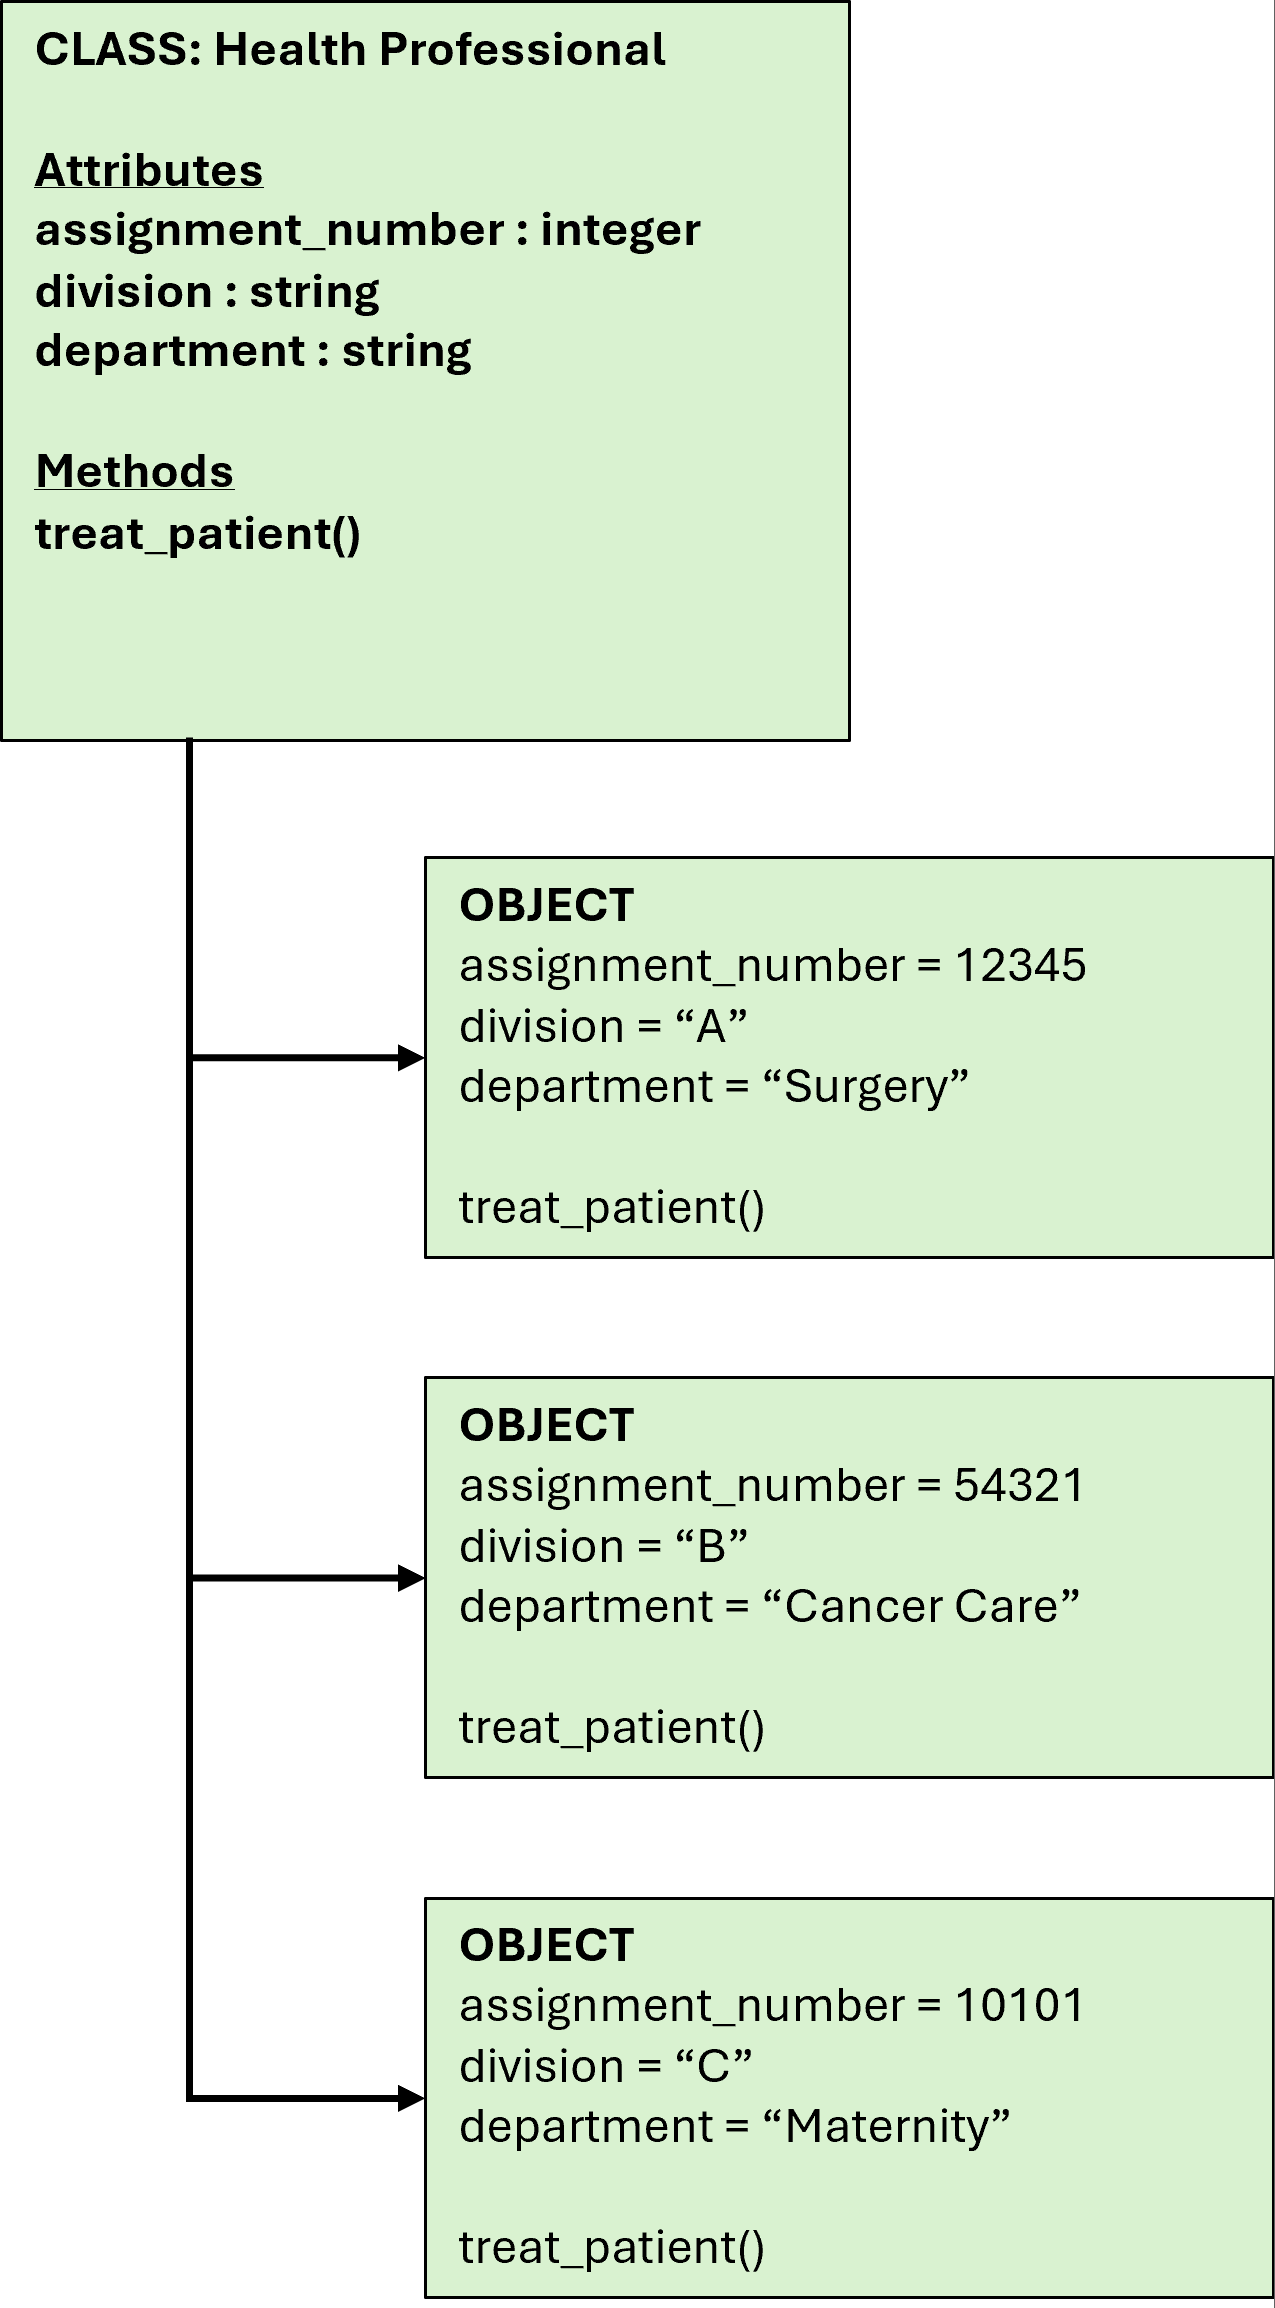 CLASS: Health Professional
Attributes
assignment_number : integer
division : string
department : string
Methods
treat_patient()
OBJECT
assignment_number = 12345
division = “A”
department = “Surgery”
treat_patient()
OBJECT
assignment_number = 54321
division = “B”
department = “Cancer Care”
treat_patient()
OBJECT
assignment_number = 10101
division = “C”
department = “Maternity”
treat_patient()